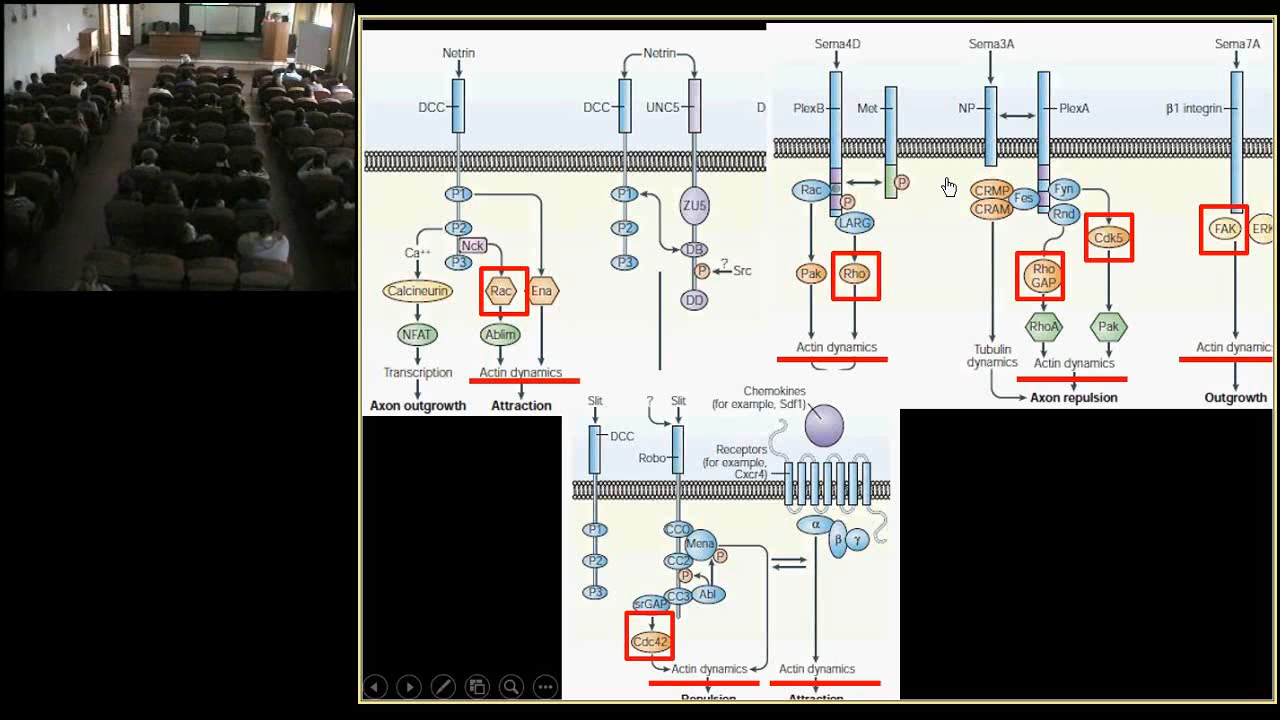 Netrin
DCC
P1
P2
Nck
P3
Ca++
Calcineurin
Rac
Ena
NFAT
Ablim
Transcription
Actin dynamics
Axon outgrowth
Attraction
Netrin
DCC
UNC5
D
P1
ZU5
P2
DB
P3
P
?
Src
DD
Sema4D
PlexB
Met
Rac
P
P
LARG
Pak
Rho
Actin dynamics
Sema3A
NP
PlexA
CRMP
CRAM
Fes
Fyn
Rnd
Cdk5
Rho
GAP
RhoA
Pak
Tubulin
dynamics
Actin dynamics
Axon repulsion
Sema7A
β1 integrin
FAK
ERK
Actin dynamic
Outgrowth
Slit
DCC
P1
P2
P3
?
Slit
Robo
CC0
Mena
CC2
P
P
CC3
Abl
srGAP
Cdc42
Actin dynamics
Repulsion
Chemokines
(for example, Sdf1)
Receptors
(for example,
Cxcr4)
α
β
γ
Actin dynamics
Attraction